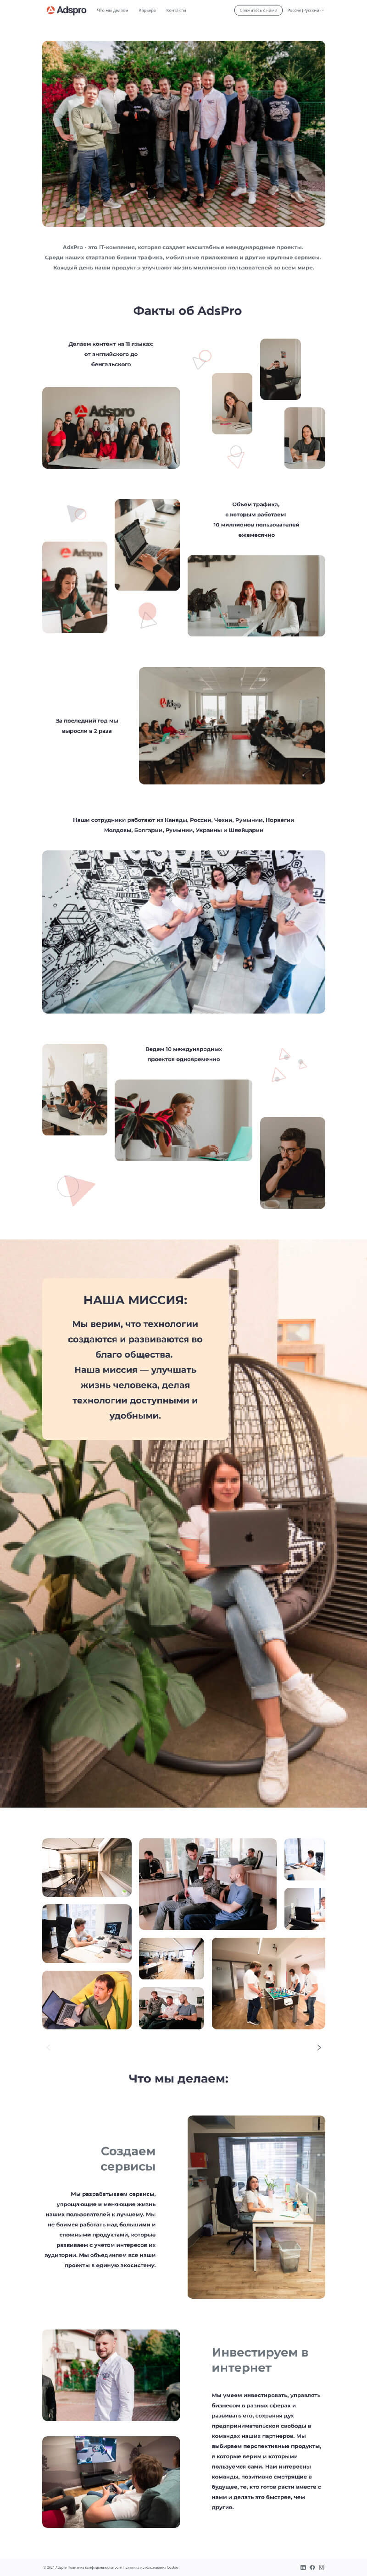 Adspro
Что мы делаем
Карьера
Контакты
Свяжитесь с нами
Россия (Русский)
AdsPro - это IT-компания, которая создает масштабные международные проекты.
Среди наших стартапов биржи трафика, мобильные приложения и другие крупные сервисы.
Каждый день наши продукты улучшают жизнь миллионов пользователей во всем мире.
Факты об AdsPro
Делаем контент на 11 языках:
от английского до
бенгальского
Adspro
Объем трафика,
с которым работаем:
10 миллионов пользователей
ежемесячно
Adspro
За последний год мы
выросли в 2 раза
Наши сотрудники работают из Канады, России, Чехии, Румынии, Норвегии
Молдовы, Болгарии, Румынии, Украины и Швейцарии
Ведем 10 международных
проектов одновременно
НАША МИССИЯ:
Мы верим, что технологии
создаются и развиваются во
благо общества.
Наша миссия — улучшать
жизнь человека, делая
технологии доступными и
удобными.
Что мы делаем:
Создаем
сервисы
Мы разрабатываем сервисы,
упрощающие и меняющие жизнь
наших пользователей к лучшему. Мы
не боимся работать над большими и
сложными продуктами, которые
развиваем с учетом интересов их
аудитории. Мы объединяем все наши
проекты в единую экосистему.
Инвестируем в
интернет
Мы умеем инвестировать, управлять
бизнесом в разных сферах и
развивать его, сохраняя дух
предпринимательской свободы в
командах наших партнеров. Мы
выбираем перспективные продукты,
в которые верим и которыми
пользуемся сами. Нам интересны
команды, позитивно смотрящие в
будущее, те, кто готов расти вместе с
нами и делать это быстрее, чем
другие.
© 2021 Adspro Политика конфиденциальности Политика использования Cookie